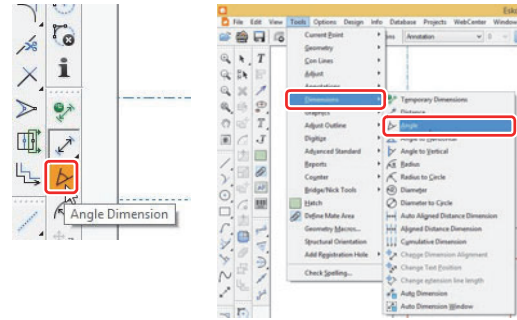 Angle Dimension
Esko
File Edit View Tools Options Design Info Database Projects WebCenter Window
Annotation 0
Current Point
Geometry
Con Lines
Adjust
Dimensions
Graphics
Adjust Outline
Digitize
Advanced Standard
Reports
Counter
Bridge/Nick Tools
Hatch
Define Mate Area
Geometry Macros...
Structural Orientation
Add Registration Hole
Check Spelling...
Temporary Dimensions
Distance
Angle
Angle to Horizontal
Angle to Vertical
Radius
Radius to Circle
Diameter
Diameter to Circle
Auto Aligned Distance Dimension
Aligned Distance Dimension
Cumulative Dimension
Change Dimension Alignment
Change Text Position
Change extension line length
Auto Dimension
Auto Dimension Window